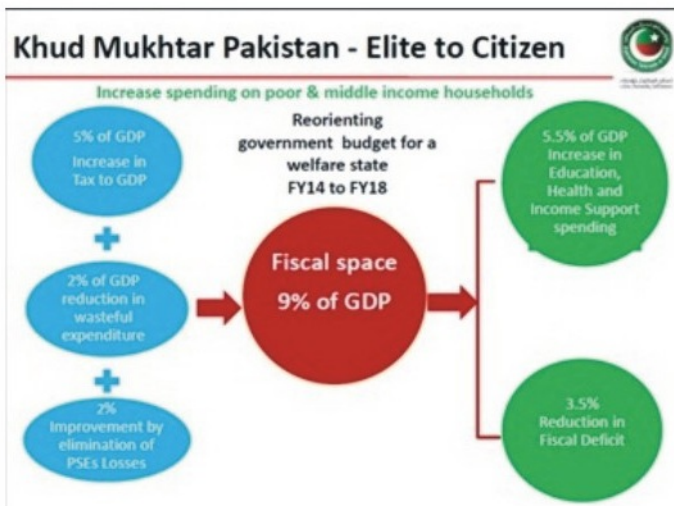 Khud Mukhtar Pakistan - Elite to Citizen
Increase spending on poor & middle income households
5% of GDP
Increase in
Tax to GDP
2% of GDP
reduction in
wasteful
expenditure
2%
Improvement by
elimination of
PSEs Losses
Reorienting
government budget for a
welfare state
FY14 to FY18
Fiscal space
9% of GDP
5.5% of GDP
Increase in
Education,
Health and
Income Support
spending
3.5%
Reduction in
Fiscal Deficit